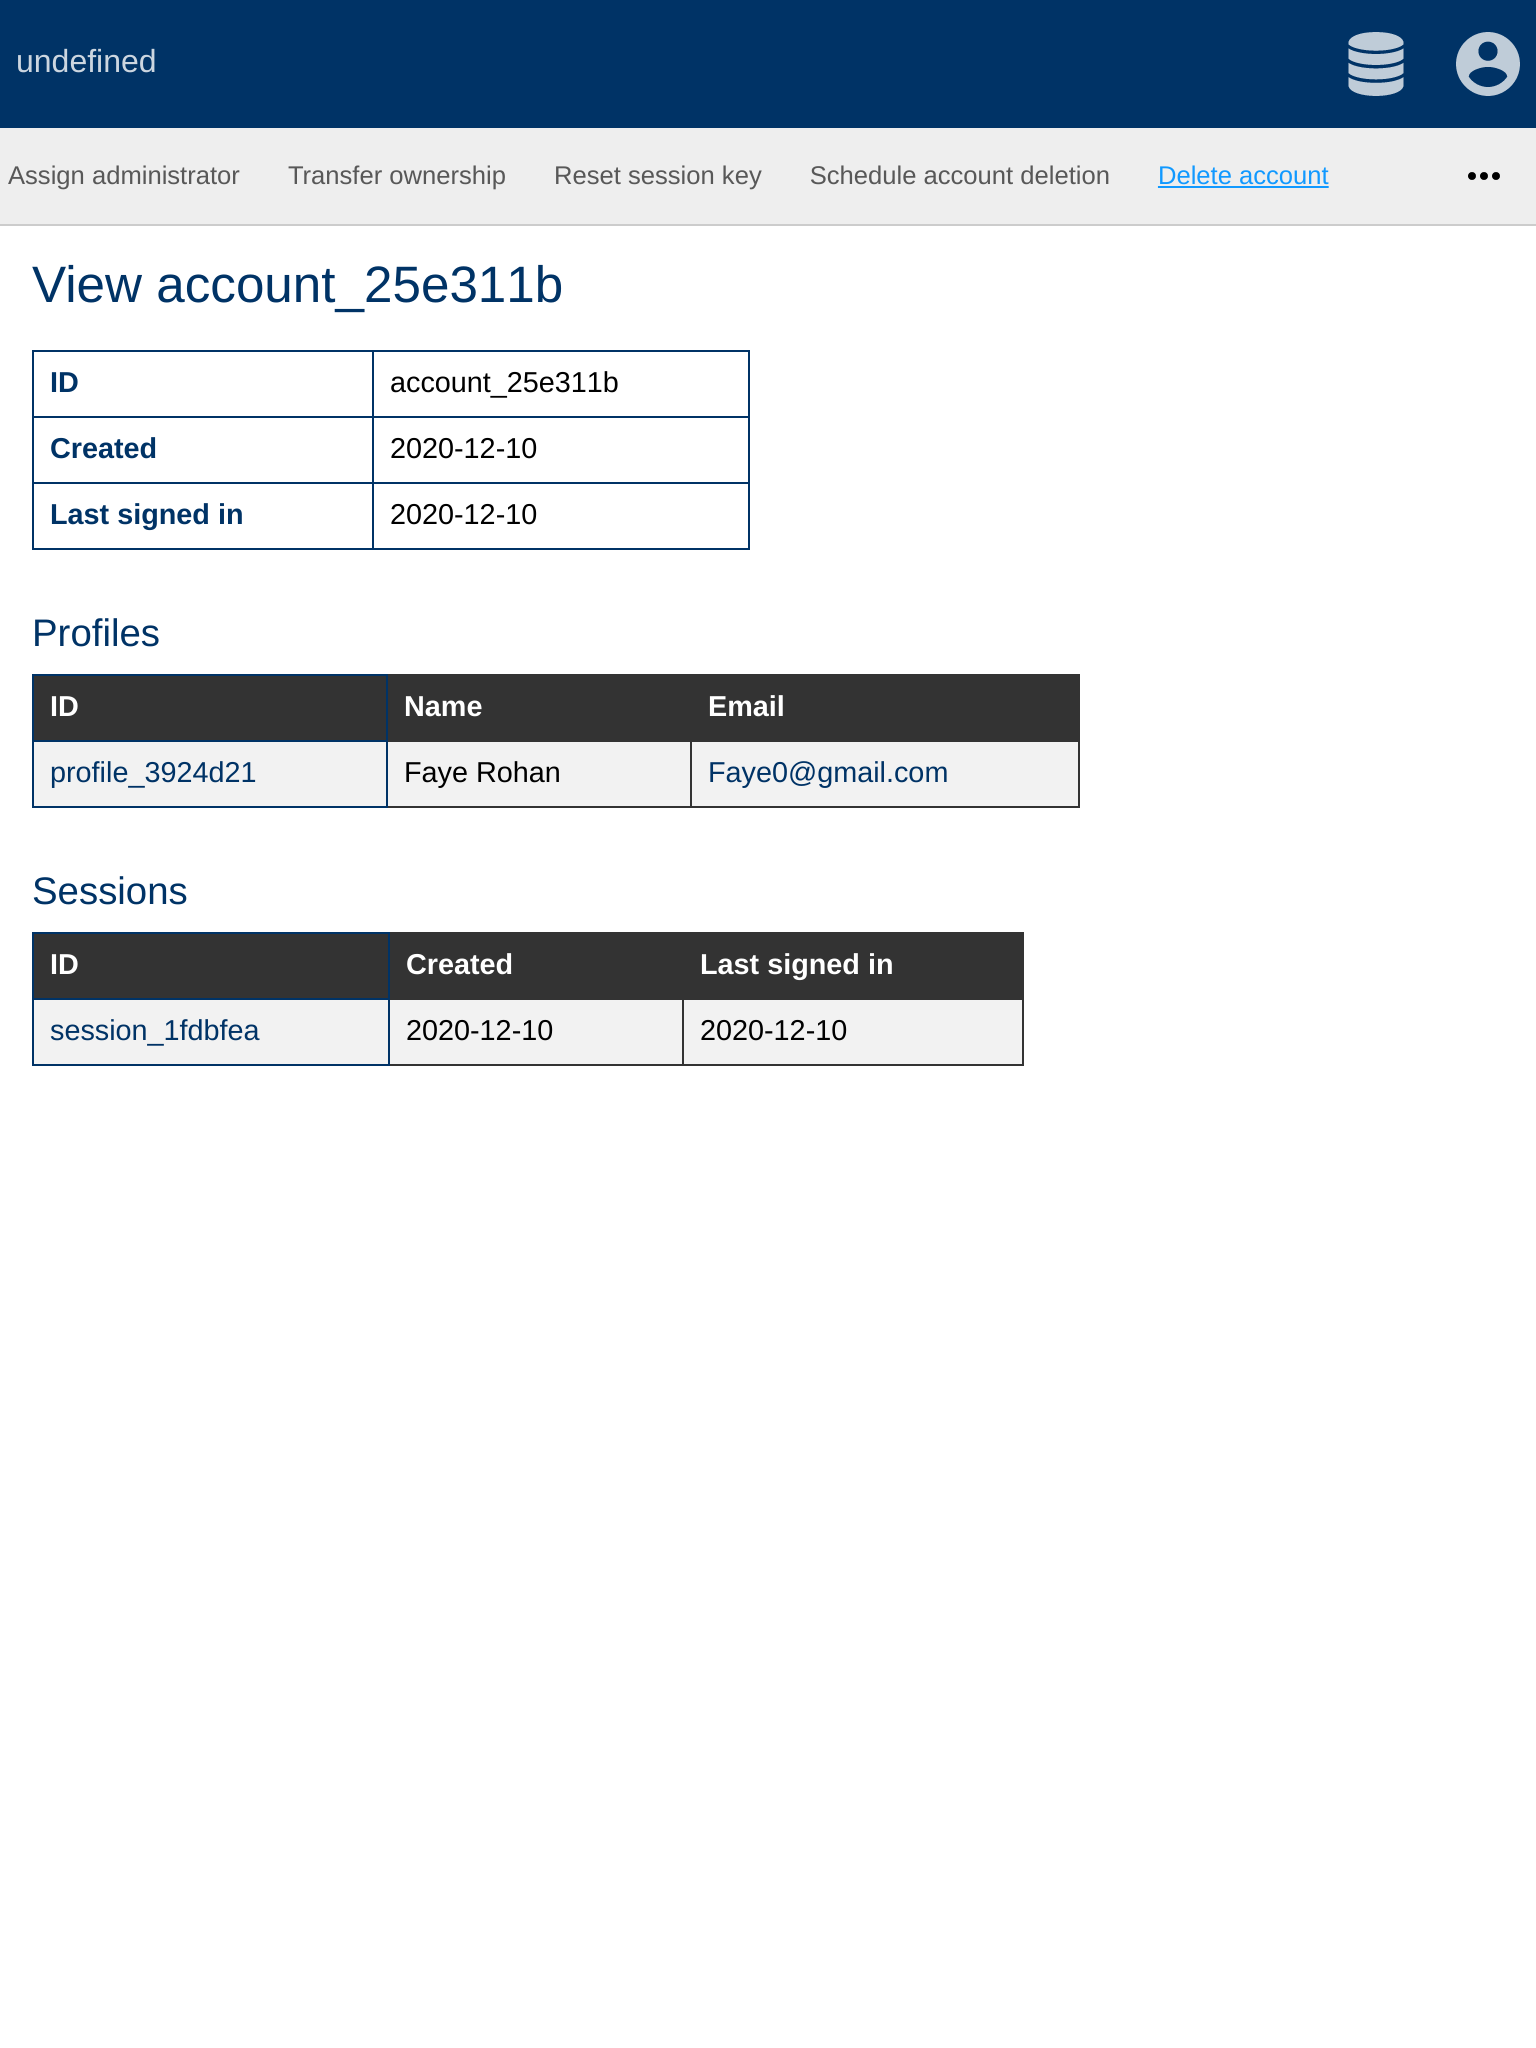 undefined
Assign administrator Transfer ownership Reset session key Schedule account deletion Delete account
View account_25e311b
ID account_25e311b
Created 2020-12-10
Last signed in 2020-12-10
Profiles
ID Name Email
profile_3924d21 Faye Rohan Faye0@gmail.com
Sessions
ID Created Last signed in
session_1fdbfea 2020-12-10 2020-12-10